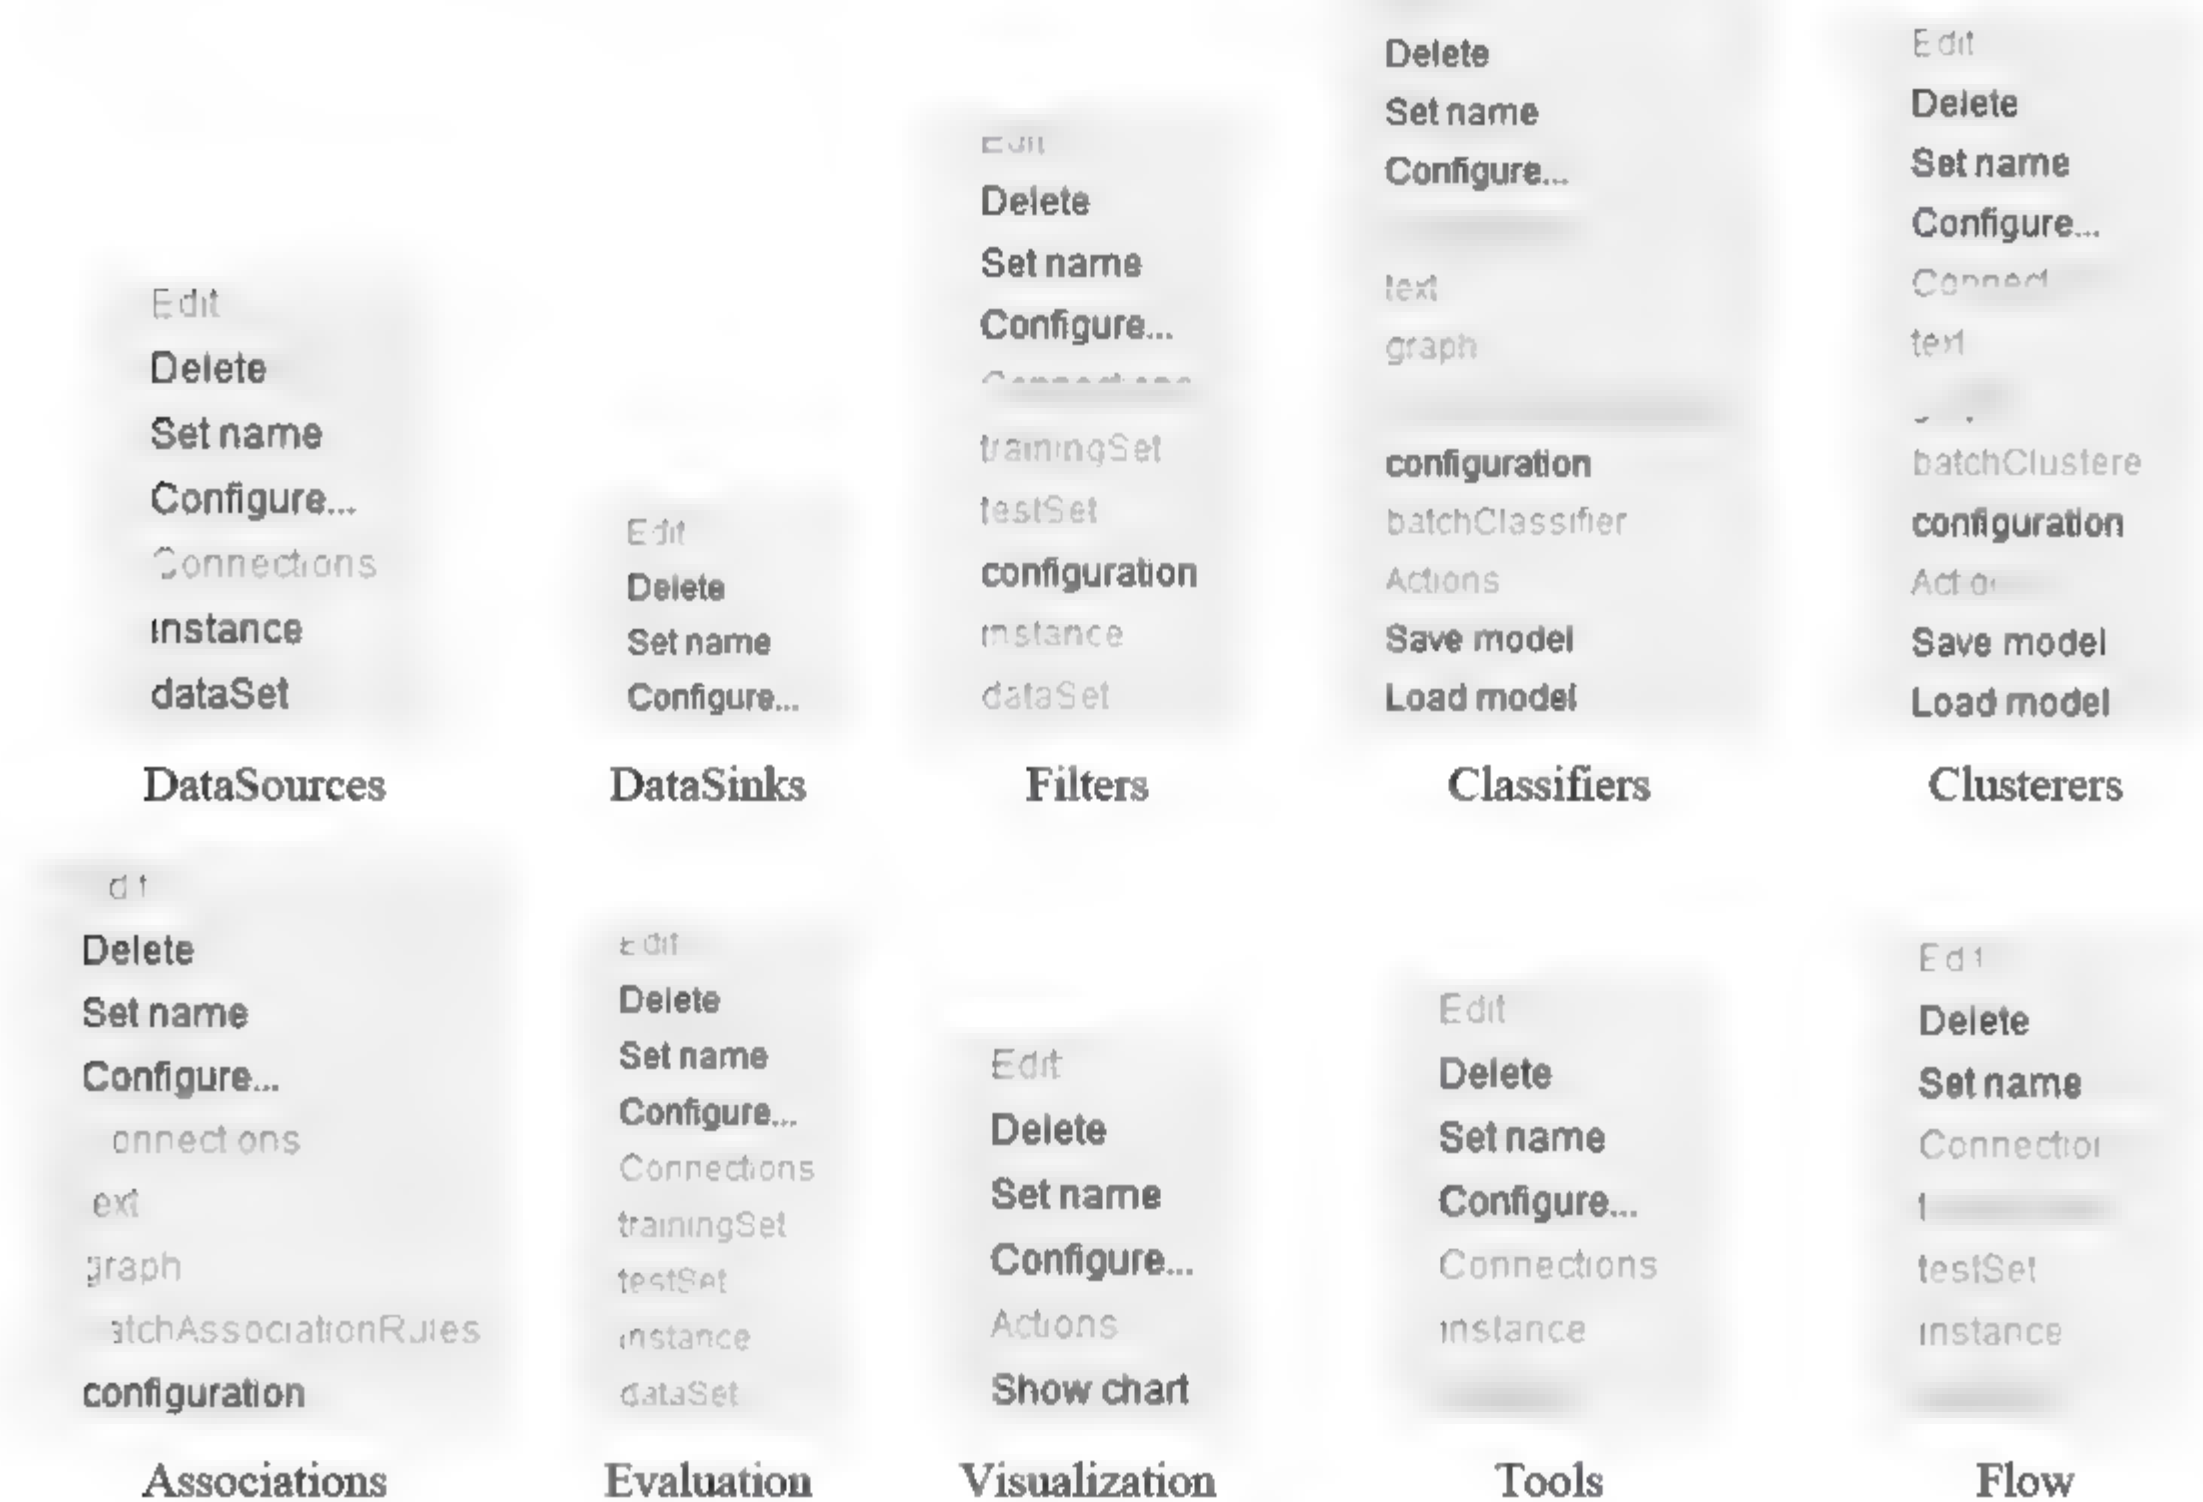 Edit
Delete
Set name
Configure...
Connections
instance
dataSet
DataSources
Edit
Delete
Set name
Configure...
DataSinks
Edit
Delete
Set name
Configure...
trainingSet
testSet
configuration
instance
dataSet
Filters
Delete
Set name
Configure...
text
graph
configuration
batchClassifier
Actions
Save model
Load model
Classifiers
Edit
Delete
Set name
Configure...
Connect
text
batchClustere
configuration
Save model
Load model
Clusterers
Delete
Set name
Configure...
graph
configuration
Associations
Edit
Delete
Set name
Configure...
Connections
trainingSet
testSet
instance
dataSet
Evaluation
Edit
Delete
Set name
Configure...
Actions
Show chart
Visualization
Edit
Delete
Set name
Configure...
Connections
instance
Tools
Delete
Set name
testSet
instance
Flow